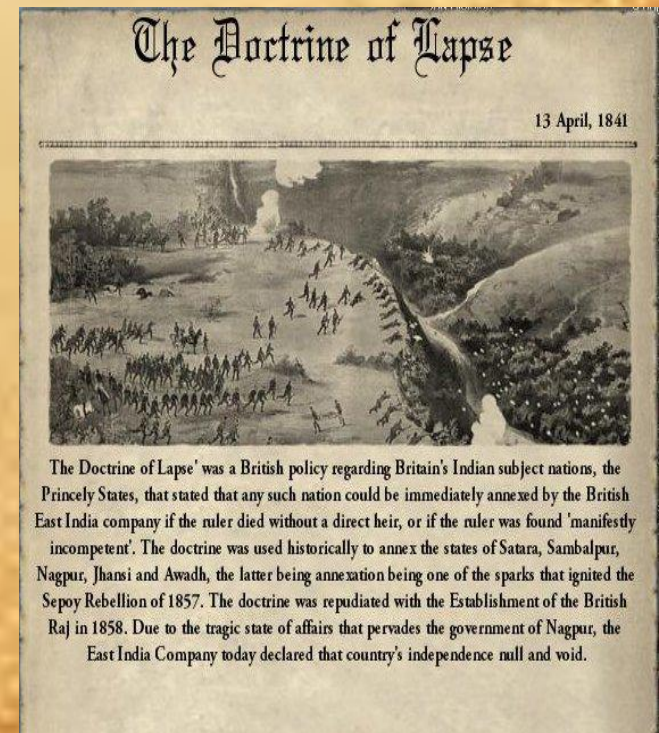 The Doctrine of Lapse
13 April, 1841
The Doctrine of Lapse' was a British policy regarding Britain's Indian subject nations, the
Princely States, that stated that any such nation could be immediately annexed by the British
East India company if the ruler died without a direct heir, or if the ruler was found 'manifestly
incompetent'. The doctrine was used historically to annex the states of Satara, Sambalpur,
Nagpur, Jhansi and Awadh, the latter being annexation being one of the sparks that ignited the
Sepoy Rebellion of 1857. The doctrine was repudiated with the Establishment of the British
Raj in 1858. Due to the tragic state of affairs that pervades the government of Nagpur, the
East India Company today declared that country's independence null and void.